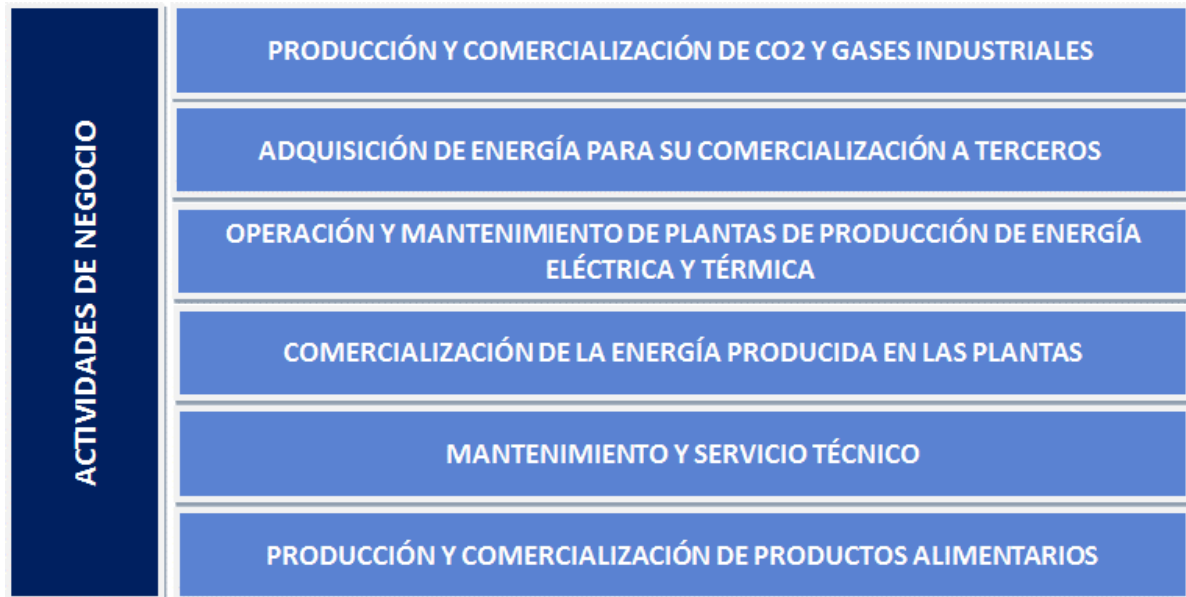 ACTIVIDADES DE NEGOCIO
PRODUCCIÓN Y COMERCIALIZACIÓN DE CO2 Y GASES INDUSTRIALES
ADQUISICIÓN DE ENERGÍA PARA SU COMERCIALIZACIÓN A TERCEROS
OPERACIÓN Y MANTENIMIENTO DE PLANTAS DE PRODUCCIÓN DE ENERGÍA
ELÉCTRICA Y TÉRMICA
COMERCIALIZACIÓN DE LA ENERGÍA PRODUCIDA EN LAS PLANTAS
MANTENIMIENTO Y SERVICIO TÉCNICO
PRODUCCIÓN Y COMERCIALIZACIÓN DE PRODUCTOS ALIMENTARIOS